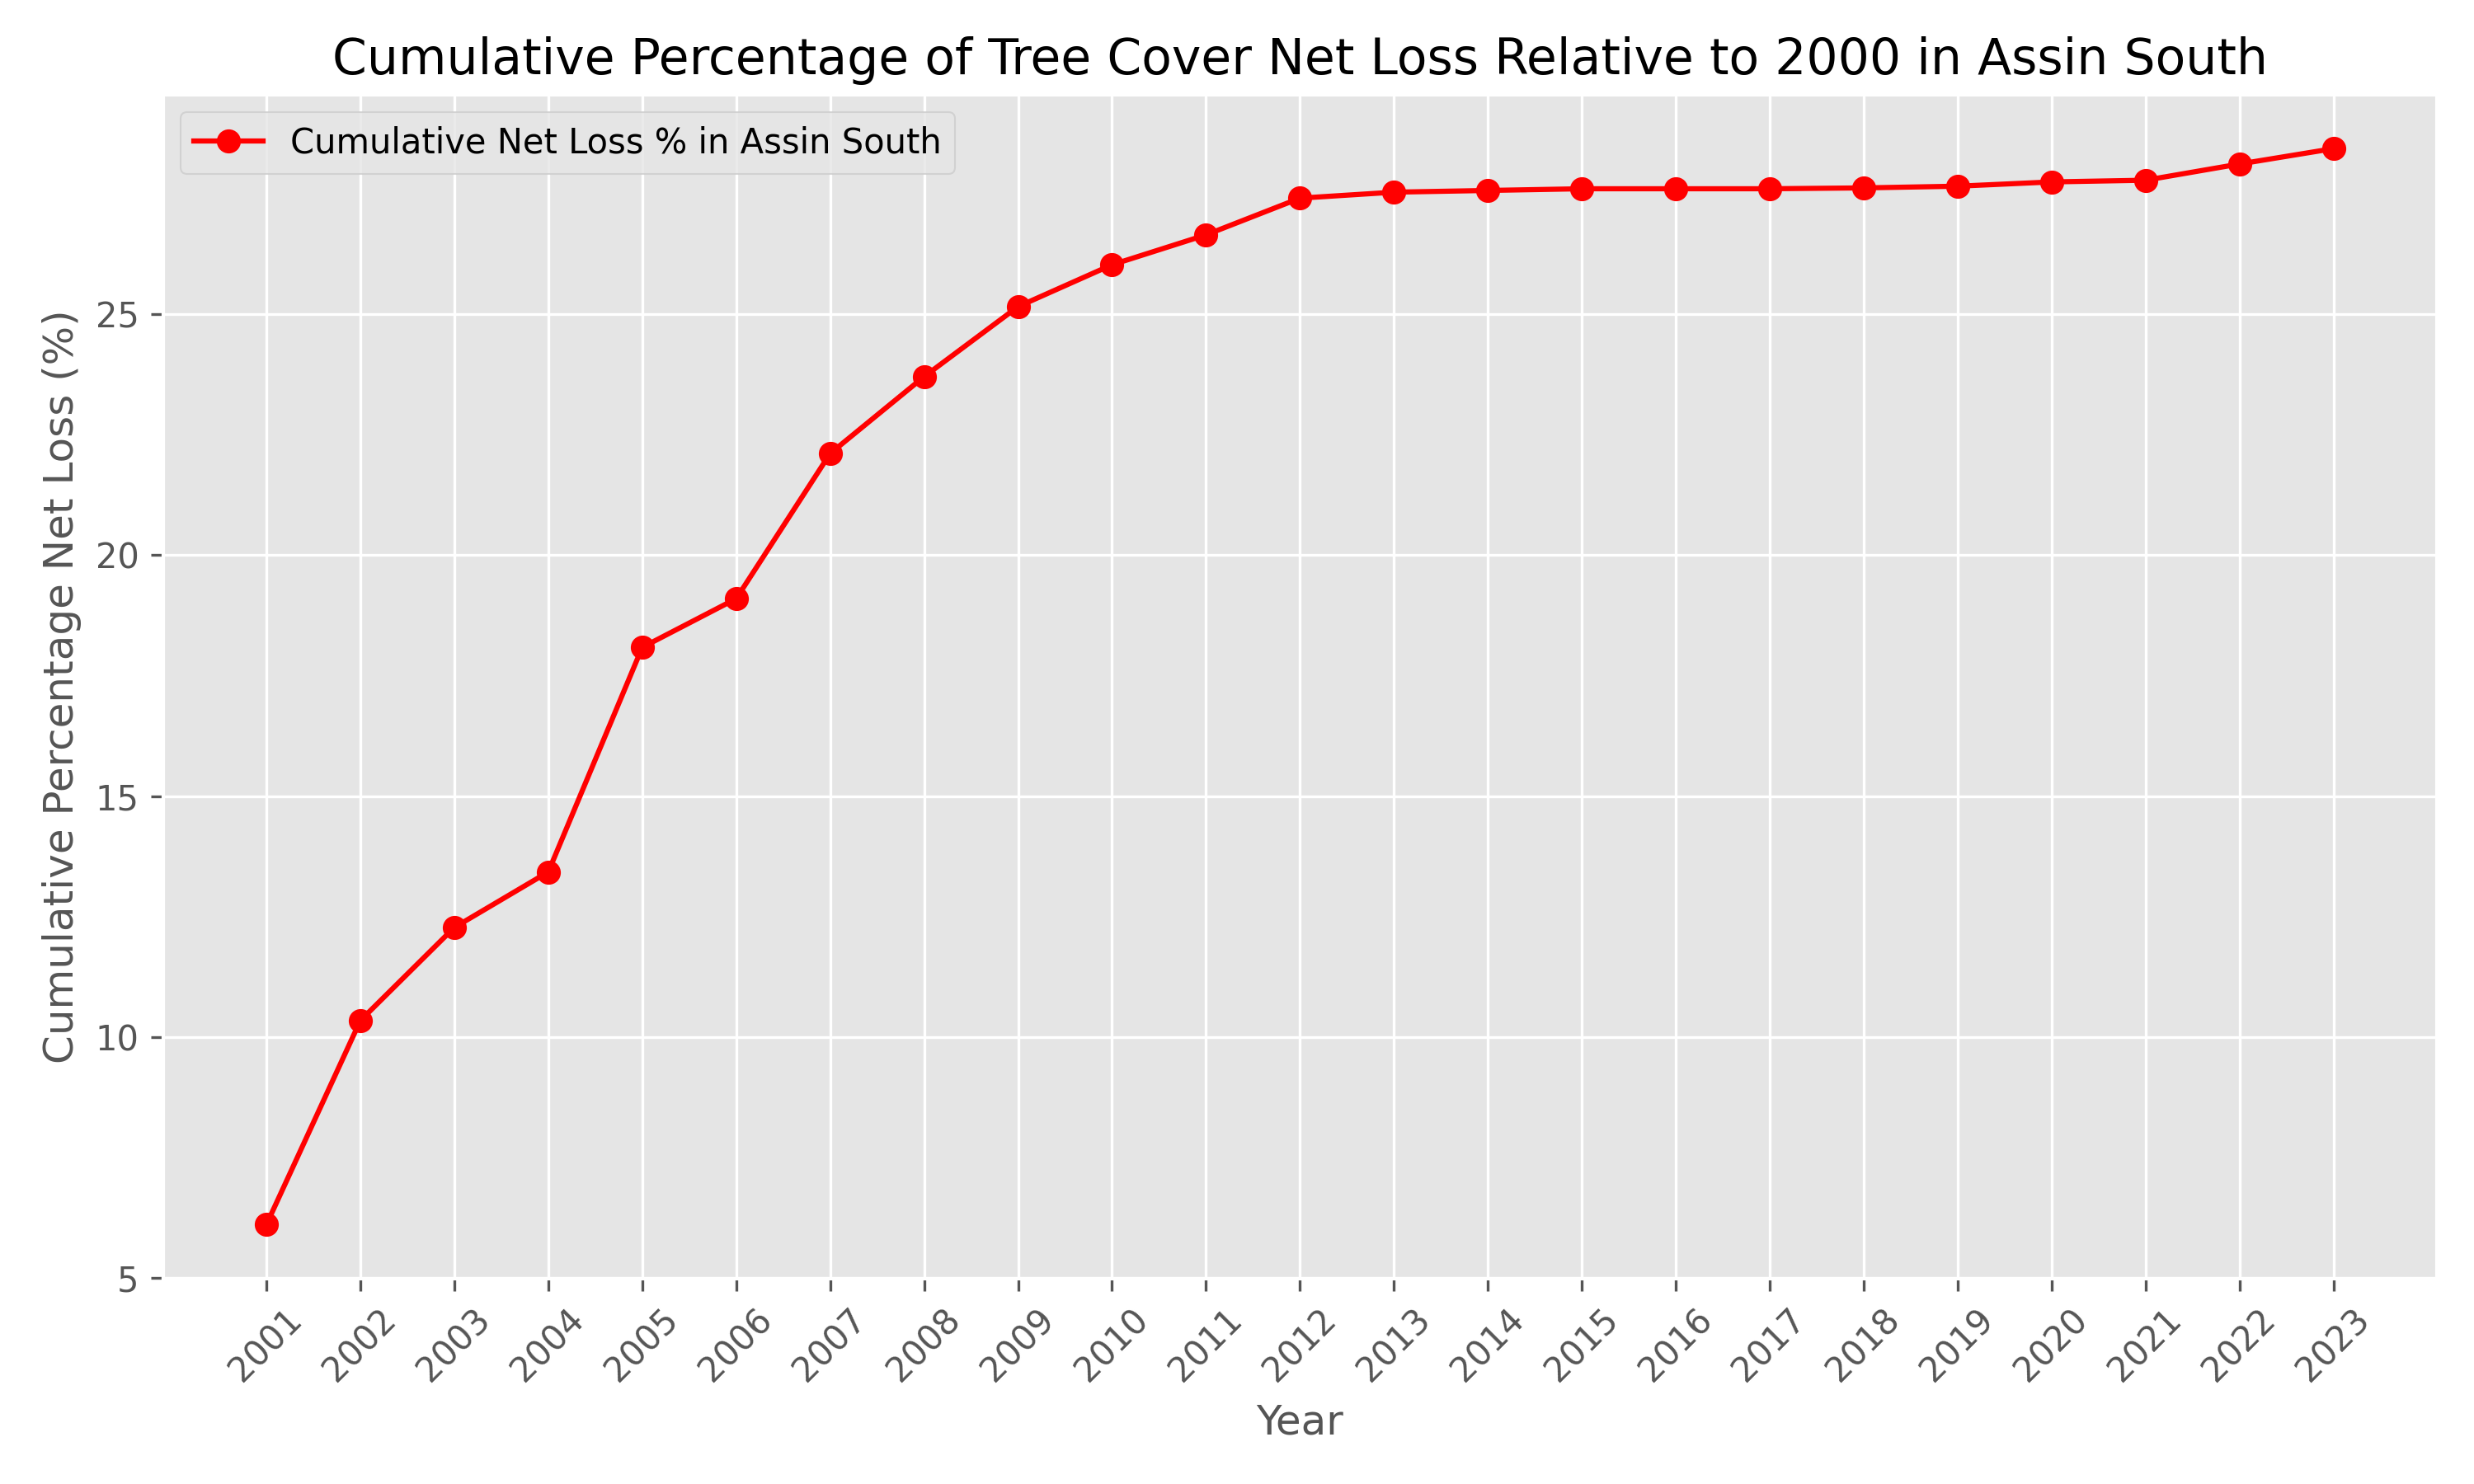 Cumulative Percentage of Tree Cover Net Loss Relative to 2000 in Assin South
Cumulative Net Loss % in Assin South
Cumulative Percentage Net Loss (%)
25
20
15
10
5
2001 2002 2003 2004 2005 2006 2007 2008 2009 2010 2011 2012 2013 2014 2015 2016 2017 2018 2019 2020 2021 2022 2023
Year